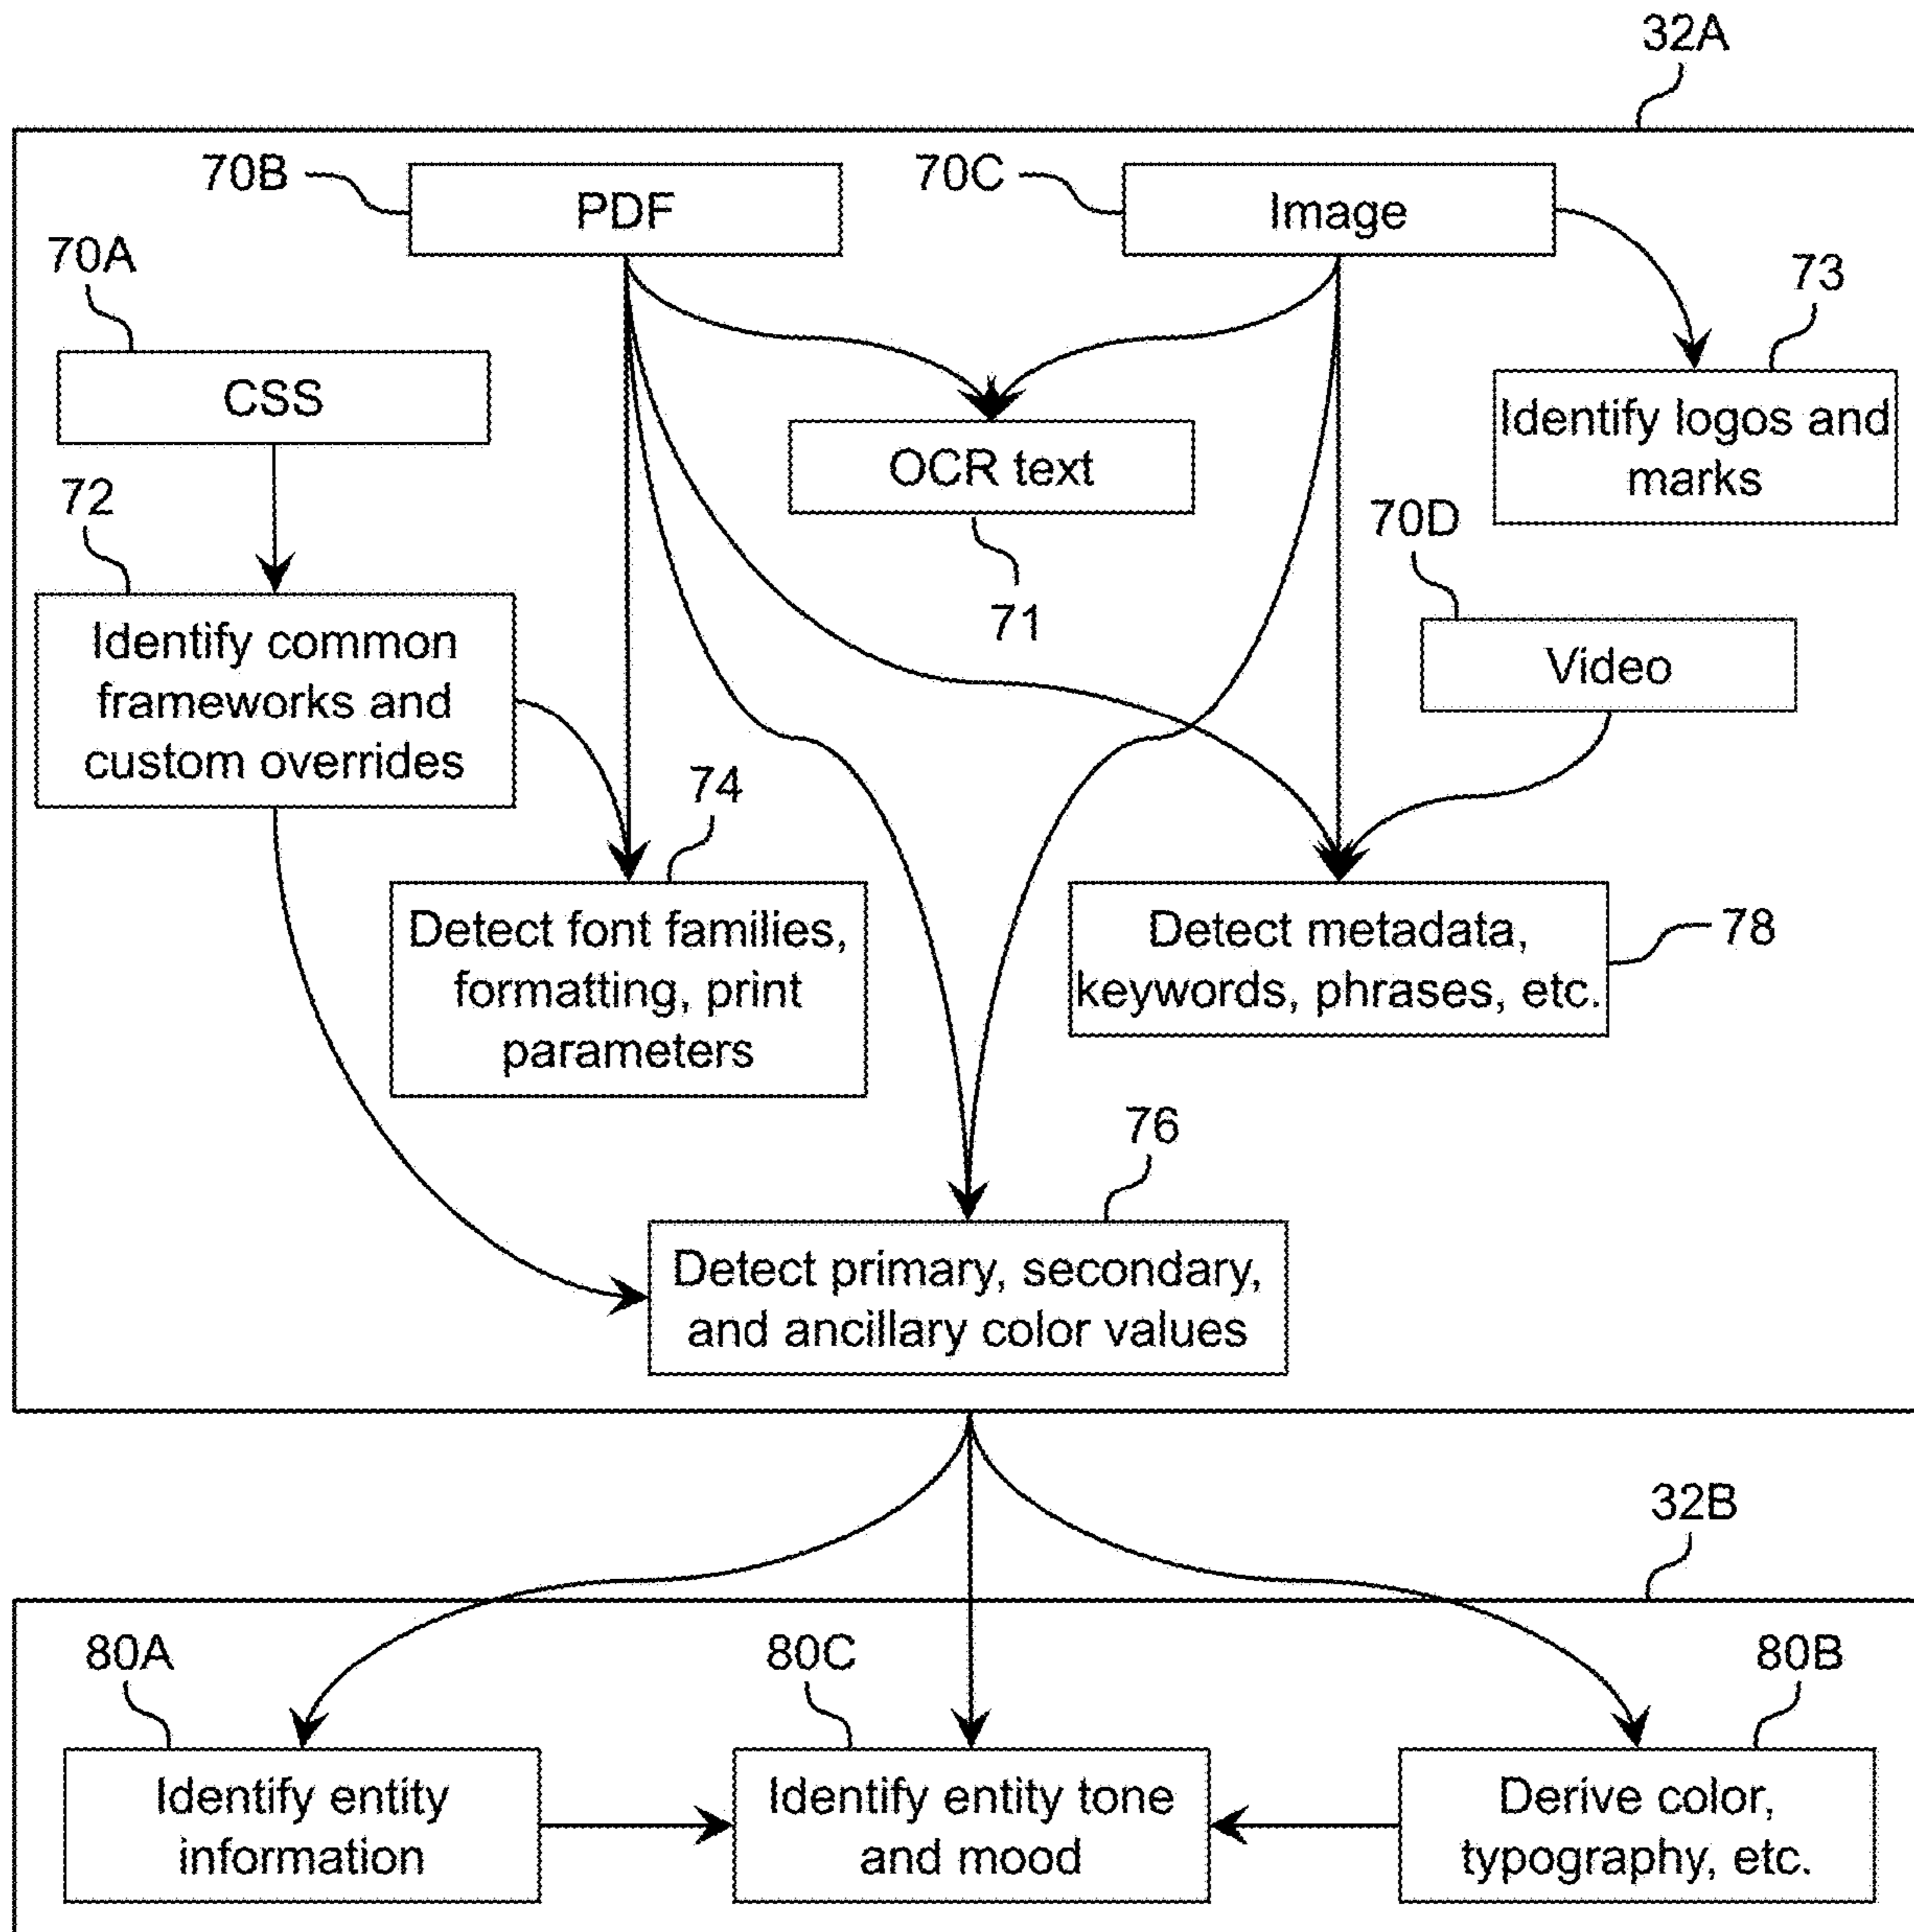 32A
70B
PDF
70C
Image
70A
CSS
73
Identify logos and
marks
OCR text
71
72
Identify common
frameworks and
custom overrides
70D
Video
74
Detect font families,
formatting, print
parameters
Detect metadata,
keywords, phrases, etc.
78
76
Detect primary, secondary,
and ancillary color values
32B
80A
Identify entity
information
80C
Identify entity tone
and mood
80B
Derive color,
typography, etc.